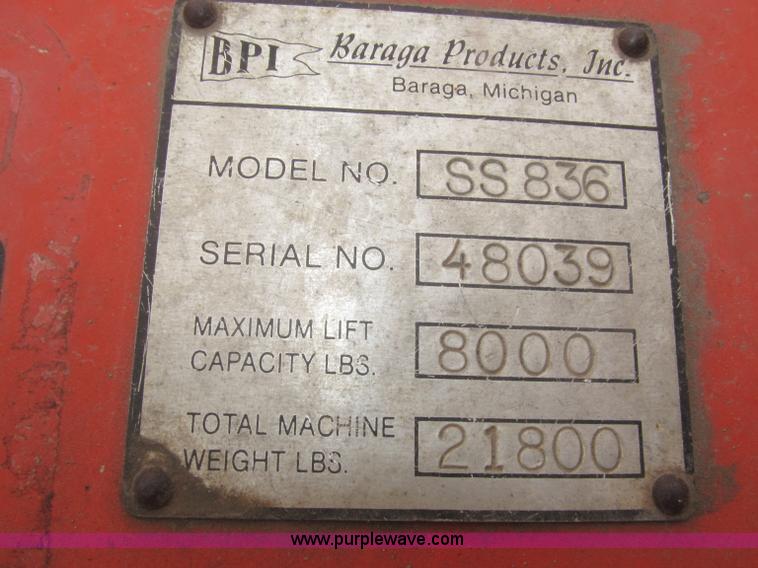 BPI Baraga Products, Inc.
Baraga, Michigan
MODEL NO. SS 836
SERIAL NO. 48039
MAXIMUM LIFT
CAPACITY LBS. 8000
TOTAL MACHINE
WEIGHT LBS. 21800
www.purplewave.com